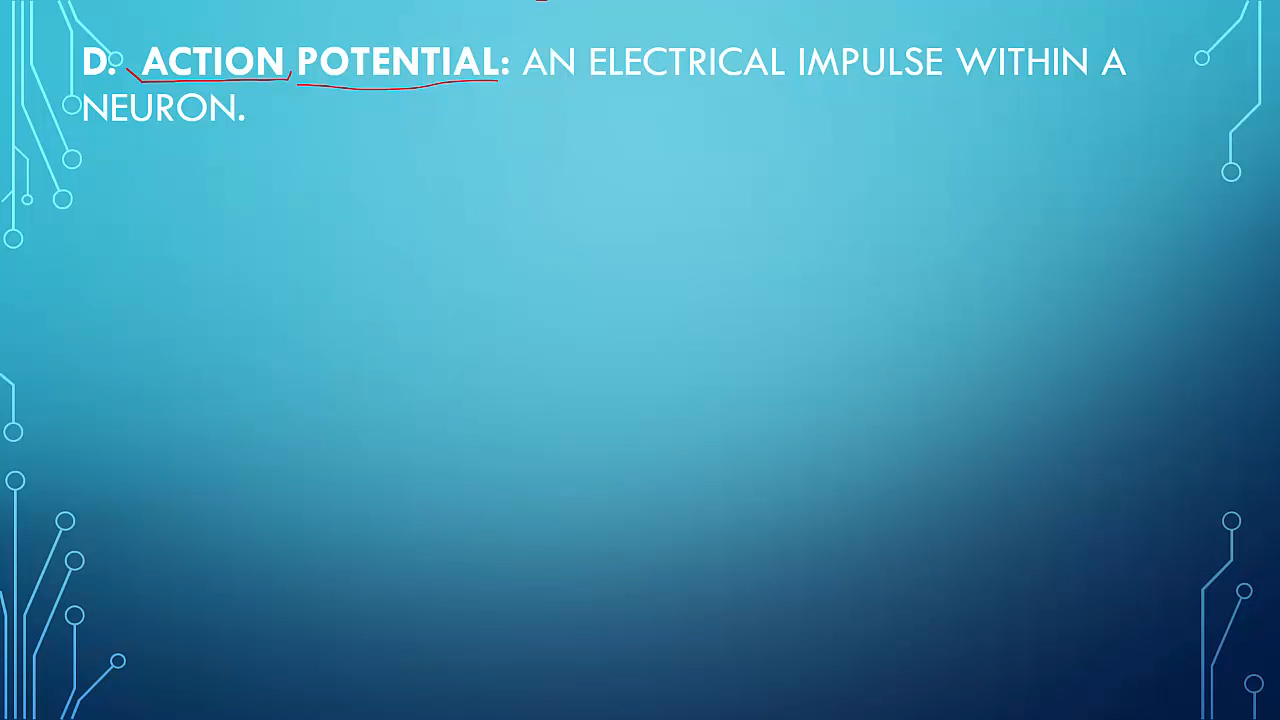 D. ACTION POTENTIAL: AN ELECTRICAL IMPULSE WITHIN A
NEURON.